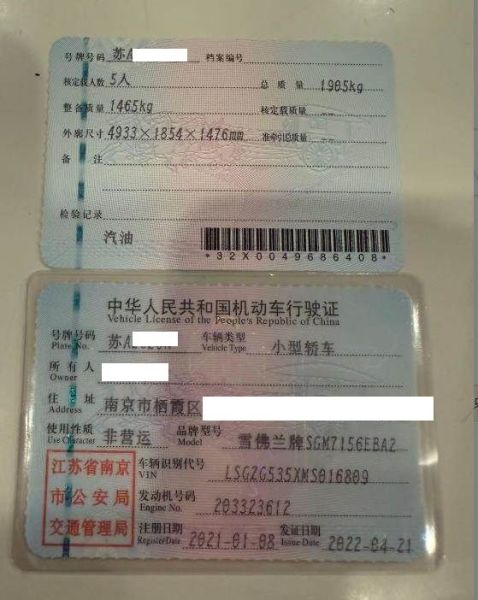 号牌号码 苏A 档案编号
核定载人数 5人 总质量 1905kg
整备质量 1465kg 核定载质量
外廓尺寸 4933×1854×1476mm 准牵引总质量
备注
检验记录
汽油
*32X0049686408*
中华人民共和国机动车行驶证
Vehicle License of the People's Republic of China
号牌号码 苏A 车辆类型 小型轿车
Plate No. Vehicle Type
所有人
Owner
住址 南京市栖霞区
Address
使用性质 非营运 品牌型号 雪佛兰牌SGM7156EBA2
Use Character Model
江苏省南京
市公安局
交通管理局
车辆识别代号 LSGZG535XMS016809
VIN
发动机号码 203323612
Engine No.
注册日期 2021-01-08 发证日期 2022-04-21
Register Date Issue Date